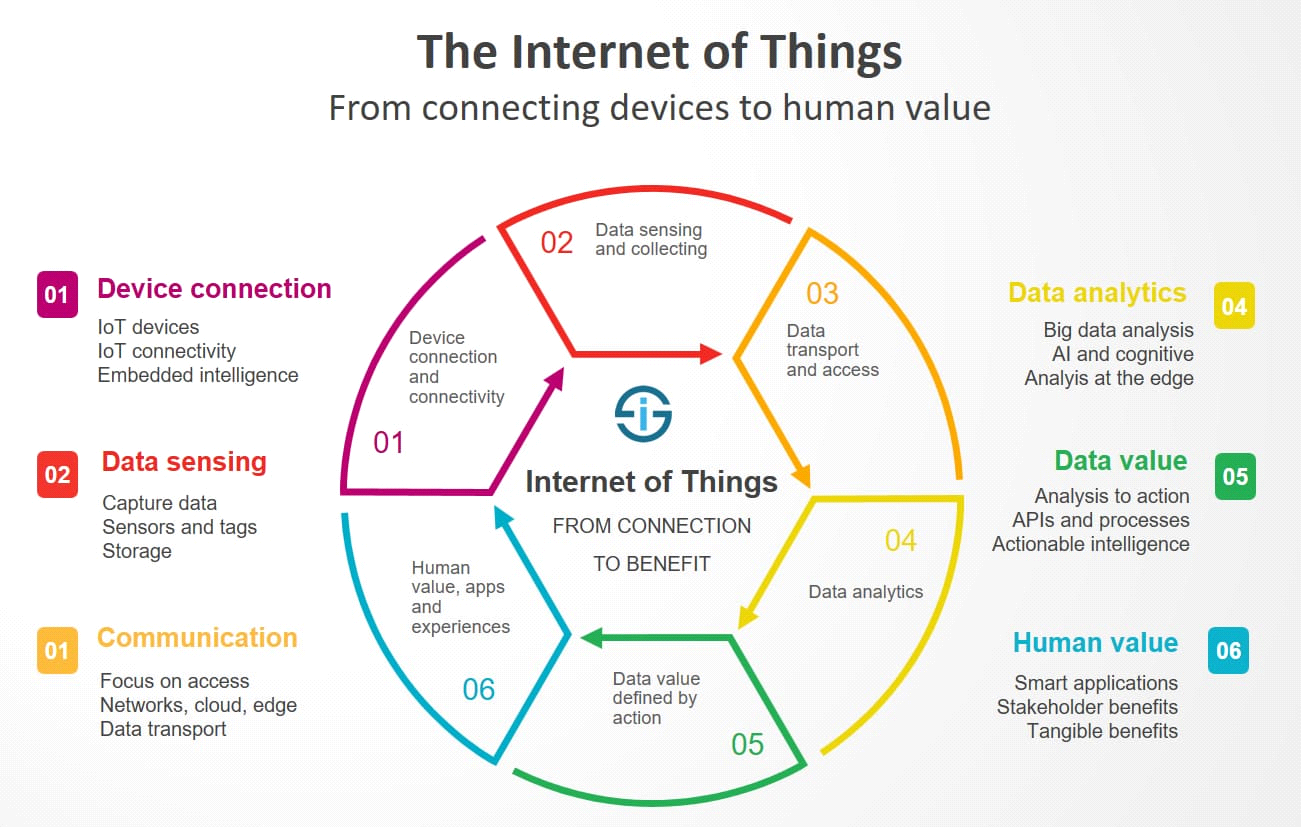 The Internet of Things
From connecting devices to human value
01
Device connection
IoT devices
IoT connectivity
Embedded intelligence
02
Data sensing
Capture data
Sensors and tags
Storage
01
Communication
Focus on access
Networks, cloud, edge
Data transport
01
Device
connection
and
connectivity
02
Data sensing
and collecting
03
Data
transport
and access
04
Data analytics
05
Data value
defined by
action
06
Human
value, apps
and
experiences
SiG
Internet of Things
FROM CONNECTION
TO BENEFIT
Data analytics
04
Big data analysis
AI and cognitive
Analyis at the edge
Data value
05
Analysis to action
APIs and processes
Actionable intelligence
Human value
06
Smart applications
Stakeholder benefits
Tangible benefits